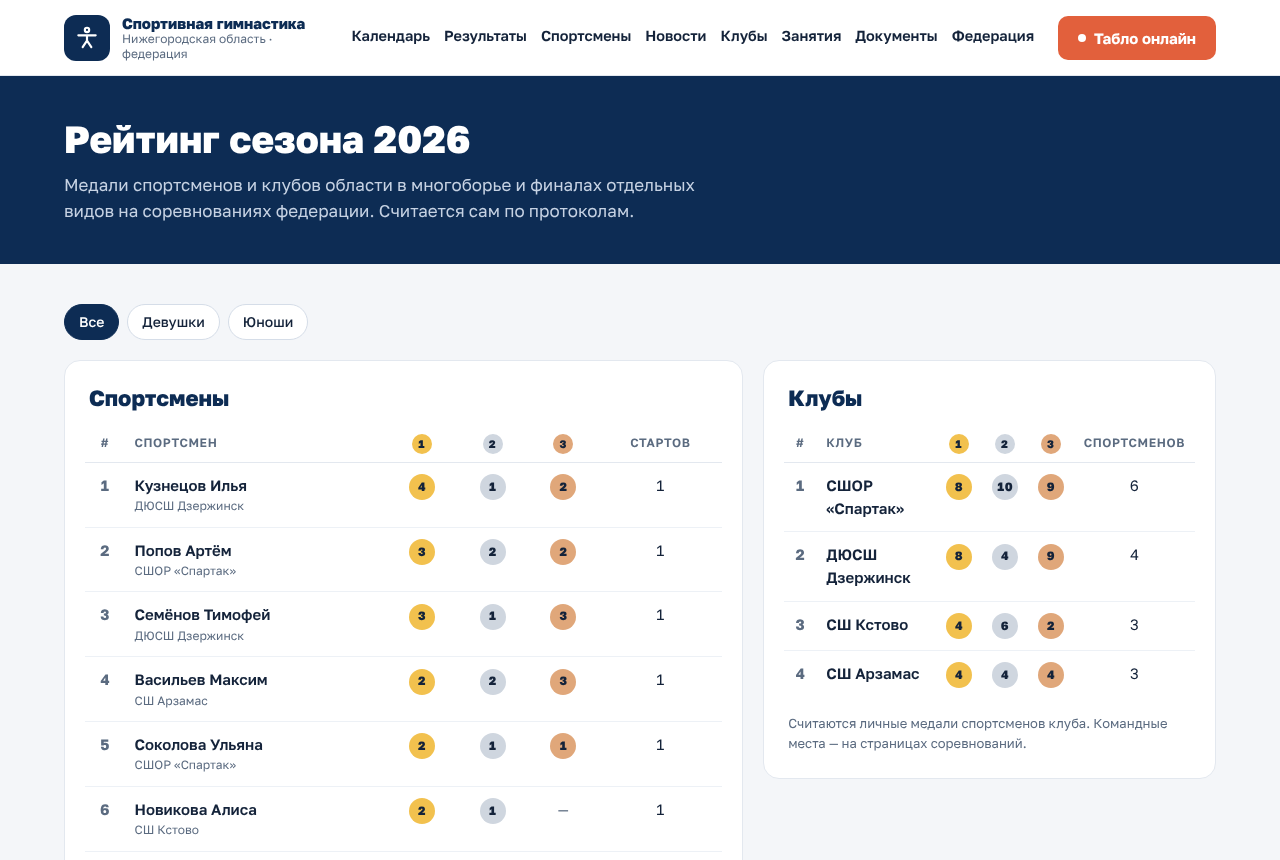 Спортивная гимнастика
Нижегородская область ·
федерация
Календарь Результаты Спортсмены Новости Клубы Занятия Документы Федерация
Табло онлайн
Рейтинг сезона 2026
Медали спортсменов и клубов области в многоборье и финалах отдельных
видов на соревнованиях федерации. Считается сам по протоколам.
Все Девушки Юноши
Спортсмены
# СПОРТСМЕН 1 2 3 СТАРТОВ
1 Кузнецов Илья 4 1 2 1
ДЮСШ Дзержинск
2 Попов Артём 3 2 2 1
СШОР «Спартак»
3 Семёнов Тимофей 3 1 3 1
ДЮСШ Дзержинск
4 Васильев Максим 2 2 3 1
СШ Арзамас
5 Соколова Ульяна 2 1 1 1
СШОР «Спартак»
6 Новикова Алиса 2 1 — 1
СШ Кстово
Клубы
# КЛУБ 1 2 3 СПОРТСМЕНОВ
1 СШОР 8 10 9 6
«Спартак»
2 ДЮСШ 8 4 9 4
Дзержинск
3 СШ Кстово 4 6 2 3
4 СШ Арзамас 4 4 4 3
Считаются личные медали спортсменов клуба. Командные
места — на страницах соревнований.